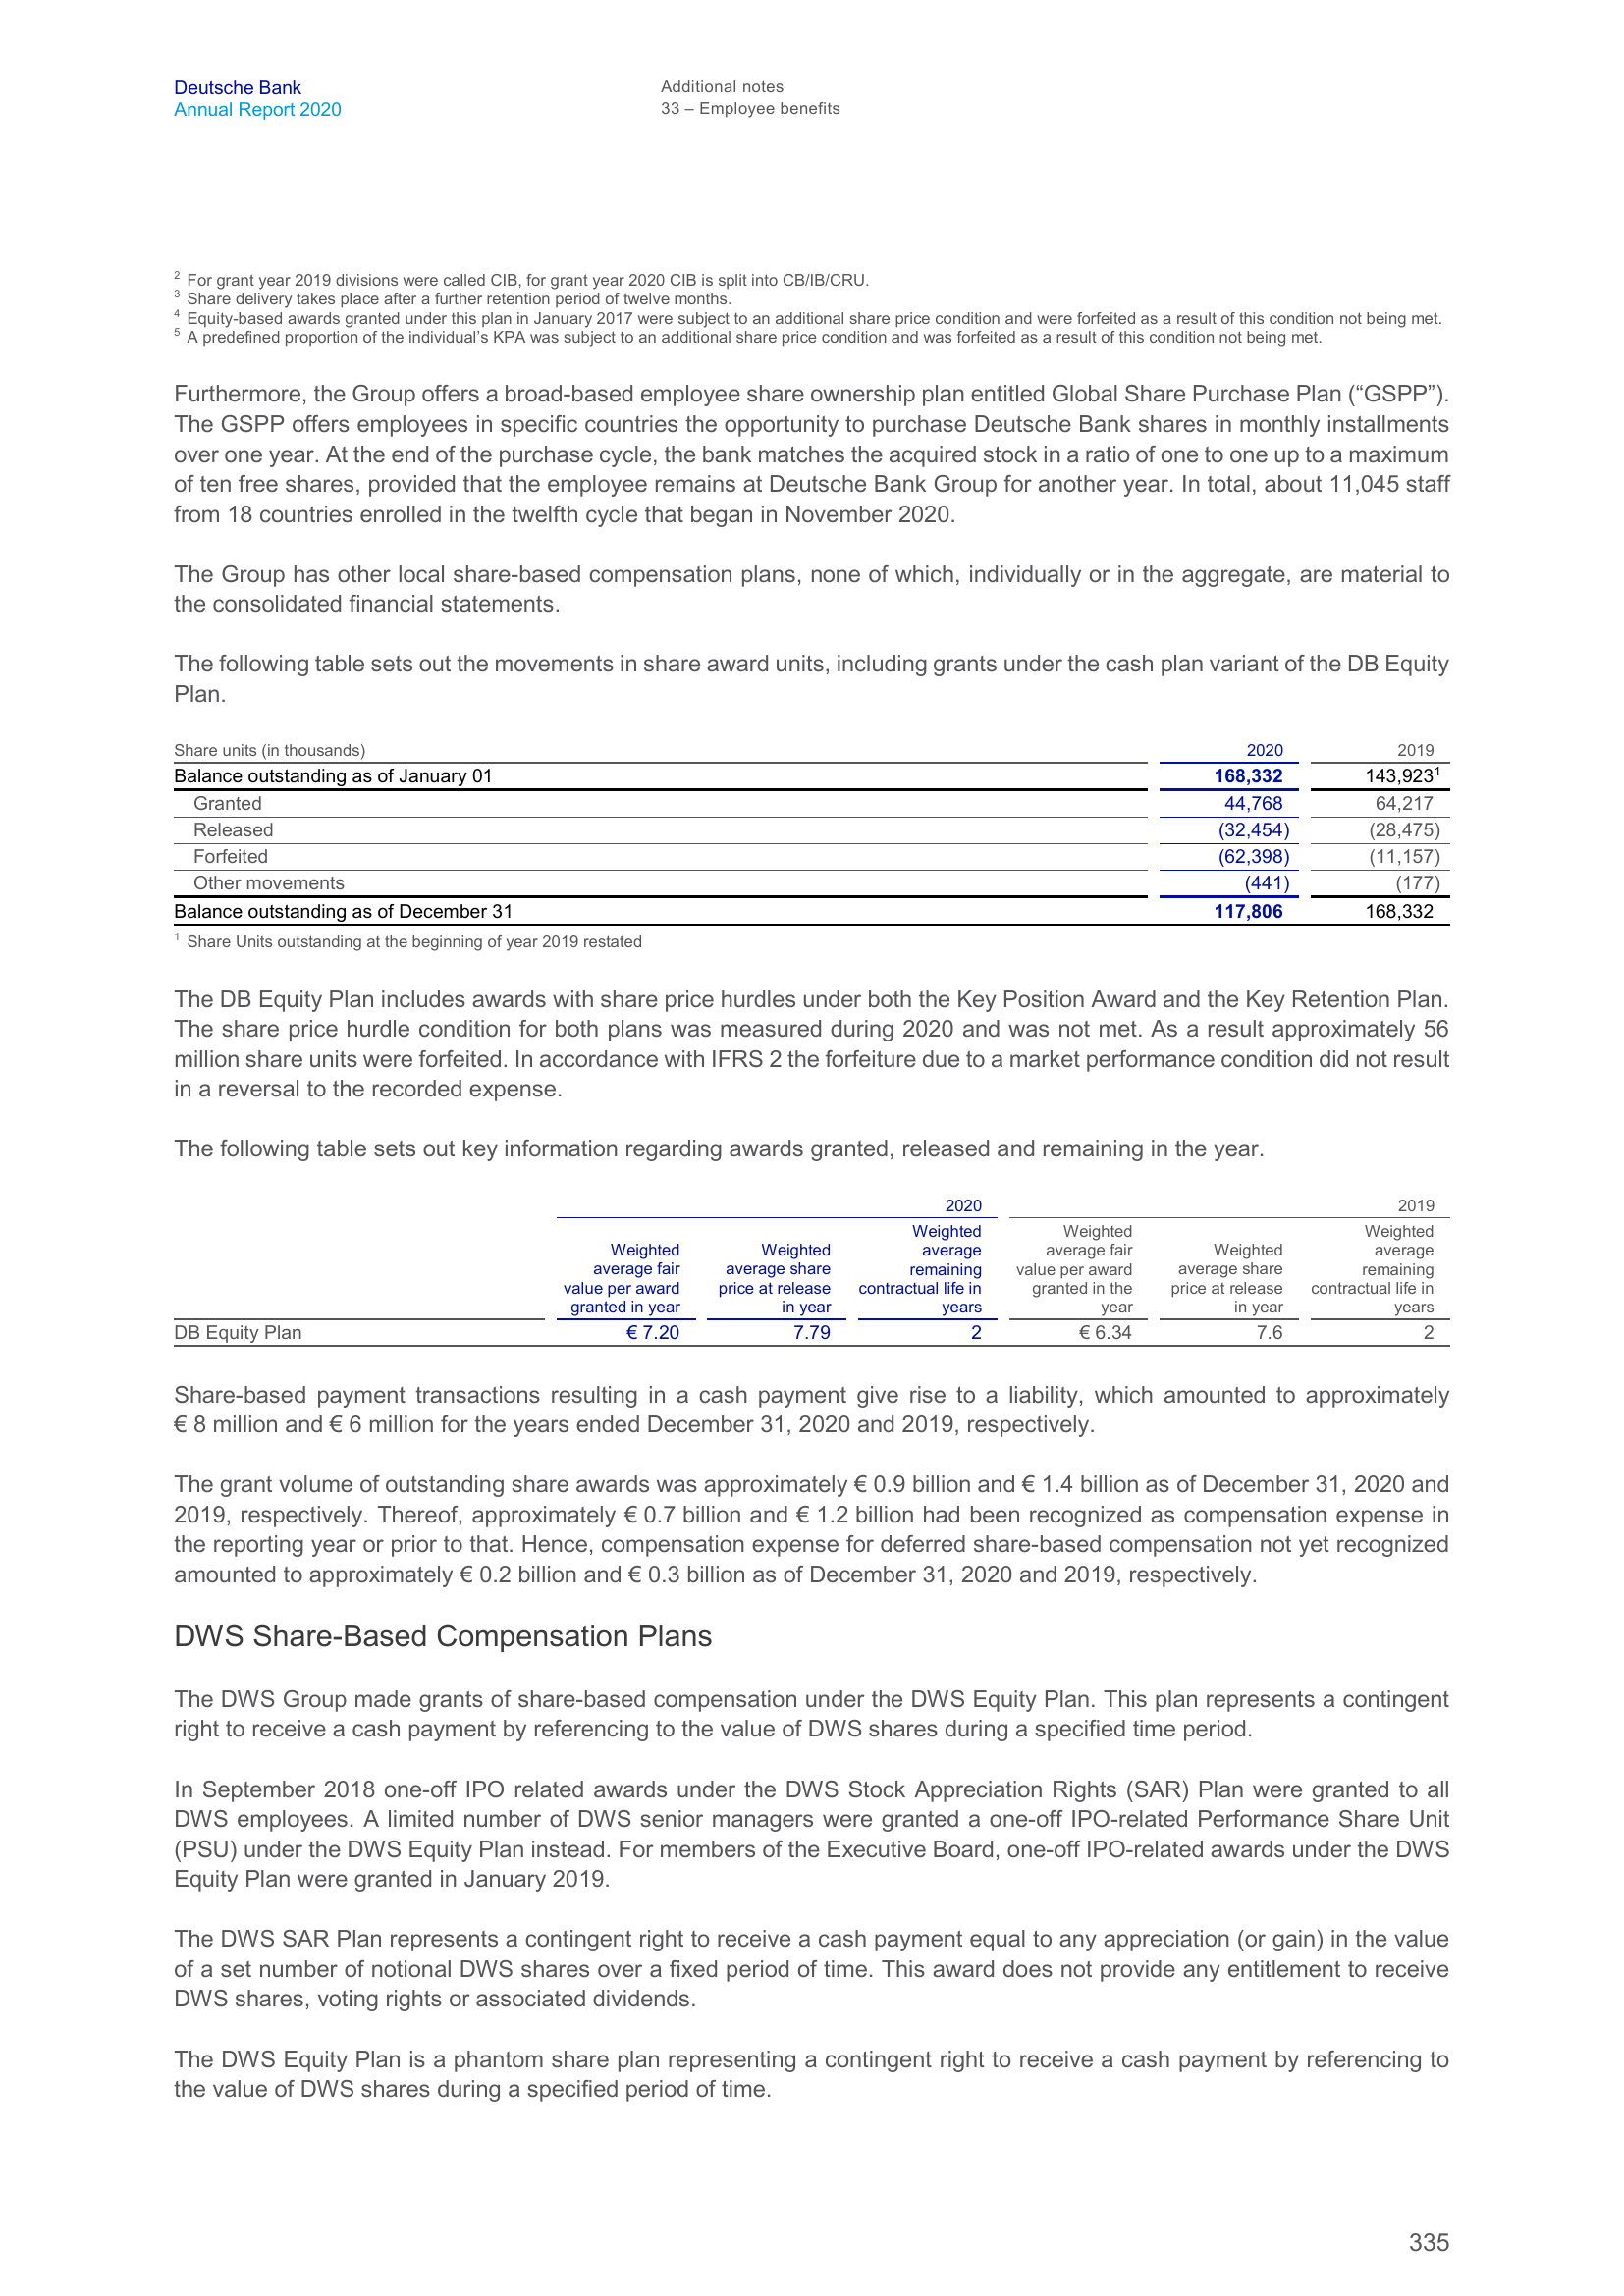 Deutsche Bank
Annual Report 2020
Additional notes
33 – Employee benefits
2 For grant year 2019 divisions were called CIB, for grant year 2020 CIB is split into CB/IB/CRU.
3 Share delivery takes place after a further retention period of twelve months.
4 Equity-based awards granted under this plan in January 2017 were subject to an additional share price condition and were forfeited as a result of this condition not being met.
5 A predefined proportion of the individual's KPA was subject to an additional share price condition and was forfeited as a result of this condition not being met.
Furthermore, the Group offers a broad-based employee share ownership plan entitled Global Share Purchase Plan (“GSPP”).
The GSPP offers employees in specific countries the opportunity to purchase Deutsche Bank shares in monthly installments
over one year. At the end of the purchase cycle, the bank matches the acquired stock in a ratio of one to one up to a maximum
of ten free shares, provided that the employee remains at Deutsche Bank Group for another year. In total, about 11,045 staff
from 18 countries enrolled in the twelfth cycle that began in November 2020.
The Group has other local share-based compensation plans, none of which, individually or in the aggregate, are material to
the consolidated financial statements.
The following table sets out the movements in share award units, including grants under the cash plan variant of the DB Equity
Plan.
Share units (in thousands) 2020 2019
Balance outstanding as of January 01 168,332 143,923¹
Granted 44,768 64,217
Released (32,454) (28,475)
Forfeited (62,398) (11,157)
Other movements (441) (177)
Balance outstanding as of December 31 117,806 168,332
1 Share Units outstanding at the beginning of year 2019 restated
The DB Equity Plan includes awards with share price hurdles under both the Key Position Award and the Key Retention Plan.
The share price hurdle condition for both plans was measured during 2020 and was not met. As a result approximately 56
million share units were forfeited. In accordance with IFRS 2 the forfeiture due to a market performance condition did not result
in a reversal to the recorded expense.
The following table sets out key information regarding awards granted, released and remaining in the year.
2020 2019
Weighted Weighted Weighted
Weighted Weighted average average fair Weighted average
average fair average share remaining value per award average share remaining
value per award price at release contractual life in granted in the price at release contractual life in
granted in year in year years year in year years
DB Equity Plan € 7.20 7.79 2 € 6.34 7.6 2
Share-based payment transactions resulting in a cash payment give rise to a liability, which amounted to approximately
€ 8 million and € 6 million for the years ended December 31, 2020 and 2019, respectively.
The grant volume of outstanding share awards was approximately € 0.9 billion and € 1.4 billion as of December 31, 2020 and
2019, respectively. Thereof, approximately € 0.7 billion and € 1.2 billion had been recognized as compensation expense in
the reporting year or prior to that. Hence, compensation expense for deferred share-based compensation not yet recognized
amounted to approximately € 0.2 billion and € 0.3 billion as of December 31, 2020 and 2019, respectively.
DWS Share-Based Compensation Plans
The DWS Group made grants of share-based compensation under the DWS Equity Plan. This plan represents a contingent
right to receive a cash payment by referencing to the value of DWS shares during a specified time period.
In September 2018 one-off IPO related awards under the DWS Stock Appreciation Rights (SAR) Plan were granted to all
DWS employees. A limited number of DWS senior managers were granted a one-off IPO-related Performance Share Unit
(PSU) under the DWS Equity Plan instead. For members of the Executive Board, one-off IPO-related awards under the DWS
Equity Plan were granted in January 2019.
The DWS SAR Plan represents a contingent right to receive a cash payment equal to any appreciation (or gain) in the value
of a set number of notional DWS shares over a fixed period of time. This award does not provide any entitlement to receive
DWS shares, voting rights or associated dividends.
The DWS Equity Plan is a phantom share plan representing a contingent right to receive a cash payment by referencing to
the value of DWS shares during a specified period of time.
335